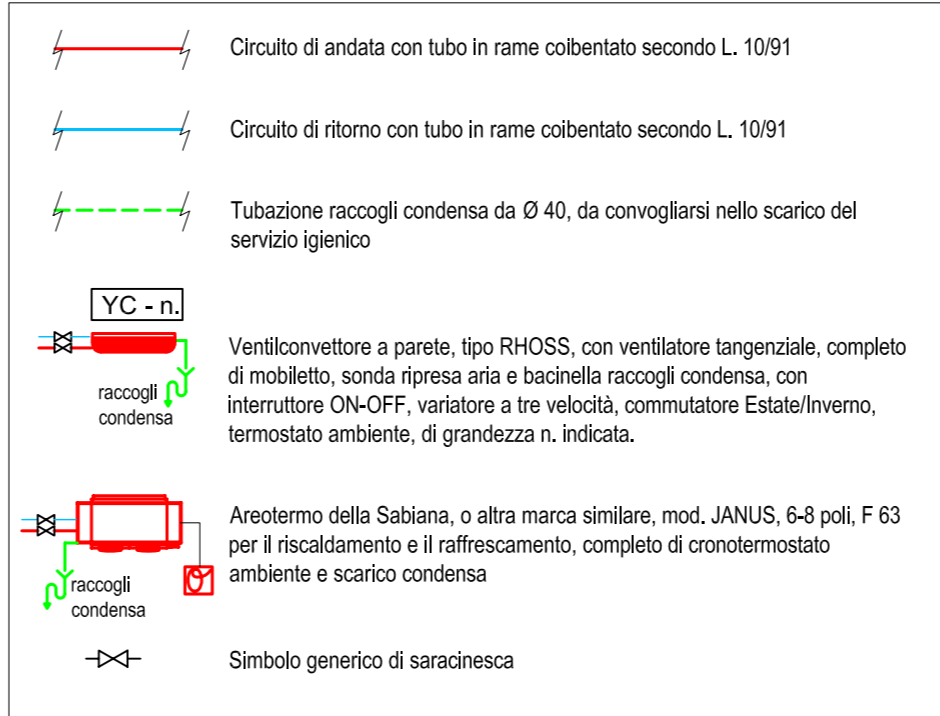 Circuito di andata con tubo in rame coibentato secondo L. 10/91
Circuito di ritorno con tubo in rame coibentato secondo L. 10/91
Tubazione raccogli condensa da Ø 40, da convogliarsi nello scarico del
servizio igienico
YC - n.
raccogli
condensa
Ventilconvettore a parete, tipo RHOSS, con ventilatore tangenziale, completo
di mobiletto, sonda ripresa aria e bacinella raccogli condensa, con
interruttore ON-OFF, variatore a tre velocità, commutatore Estate/Inverno,
termostato ambiente, di grandezza n. indicata.
raccogli
condensa
Areotermo della Sabiana, o altra marca similare, mod. JANUS, 6-8 poli, F 63
per il riscaldamento e il raffrescamento, completo di cronotermostato
ambiente e scarico condensa
Simbolo generico di saracinesca